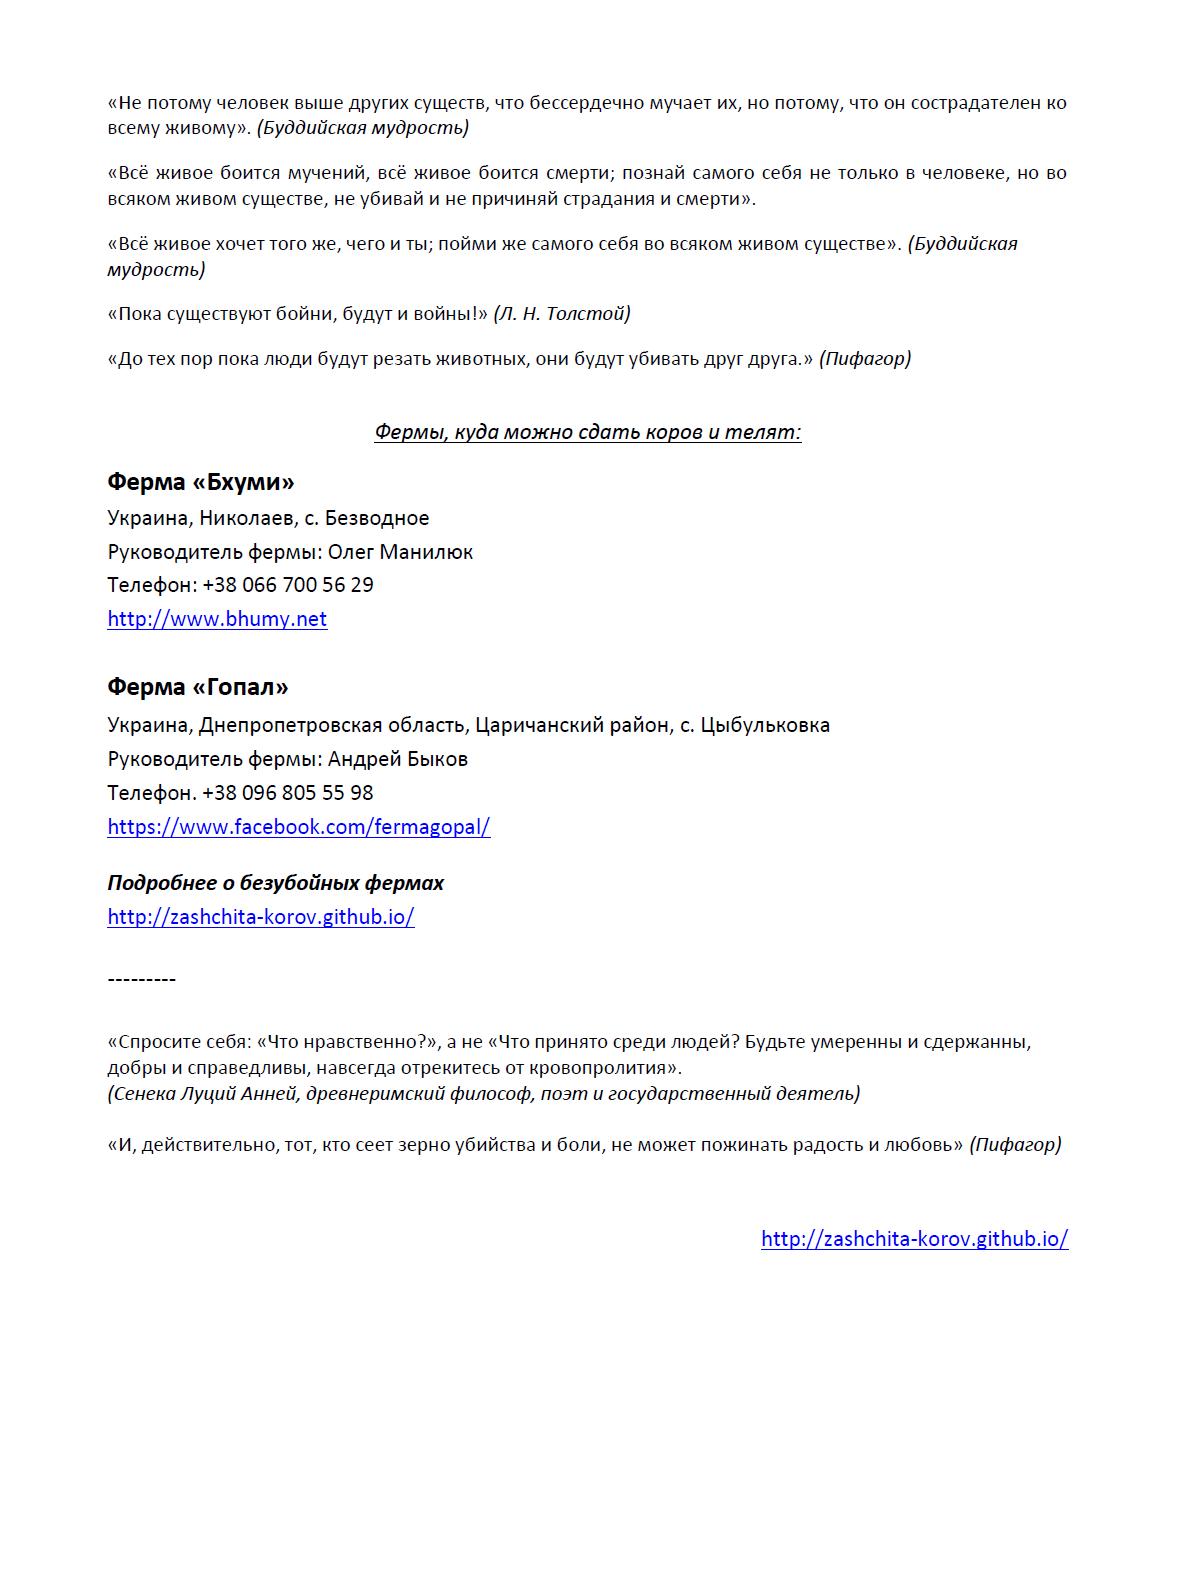 «Не потому человек выше других существ, что бессердечно мучает их, но потому, что он сострадателен ко
всему живому». (Буддийская мудрость)
«Всё живое боится мучений, всё живое боится смерти; познай самого себя не только в человеке, но во
всяком живом существе, не убивай и не причиняй страдания и смерти».
«Всё живое хочет того же, чего и ты; пойми же самого себя во всяком живом существе». (Буддийская
мудрость)
«Пока существуют бойни, будут и войны!» (Л. Н. Толстой)
«До тех пор пока люди будут резать животных, они будут убивать друг друга.» (Пифагор)
Фермы, куда можно сдать коров и телят:
Ферма «Бхуми»
Украина, Николаев, с. Безводное
Руководитель фермы: Олег Манилюк
Телефон: +38 066 700 56 29
http://www.bhumy.net
Ферма «Гопал»
Украина, Днепропетровская область, Царичанский район, с. Цыбульковка
Руководитель фермы: Андрей Быков
Телефон. +38 096 805 55 98
https://www.facebook.com/fermagopal/
Подробнее о безубойных фермах
http://zashchita-korov.github.io/
---------
«Спросите себя: «Что нравственно?», а не «Что принято среди людей? Будьте умеренны и сдержанны,
добры и справедливы, навсегда отрекитесь от кровопролития».
(Сенека Луций Анней, древнеримский философ, поэт и государственный деятель)
«И, действительно, тот, кто сеет зерно убийства и боли, не может пожинать радость и любовь» (Пифагор)
http://zashchita-korov.github.io/